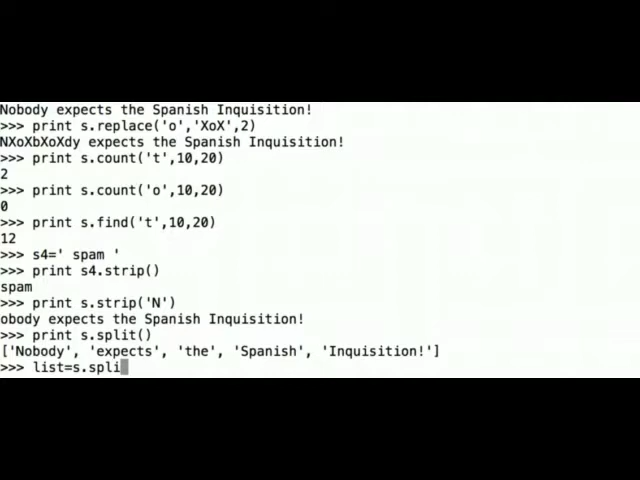 Nobody expects the Spanish Inquisition!
>>> print s.replace('o','XoX',2)
NXoXbXoXdy expects the Spanish Inquisition!
>>> print s.count('t',10,20)
2
>>> print s.count('o',10,20)
0
>>> print s.find('t',10,20)
12
>>> s4=' spam '
>>> print s4.strip()
spam
>>> print s.strip('N')
obody expects the Spanish Inquisition!
>>> print s.split()
['Nobody', 'expects', 'the', 'Spanish', 'Inquisition!']
>>> list=s.spli